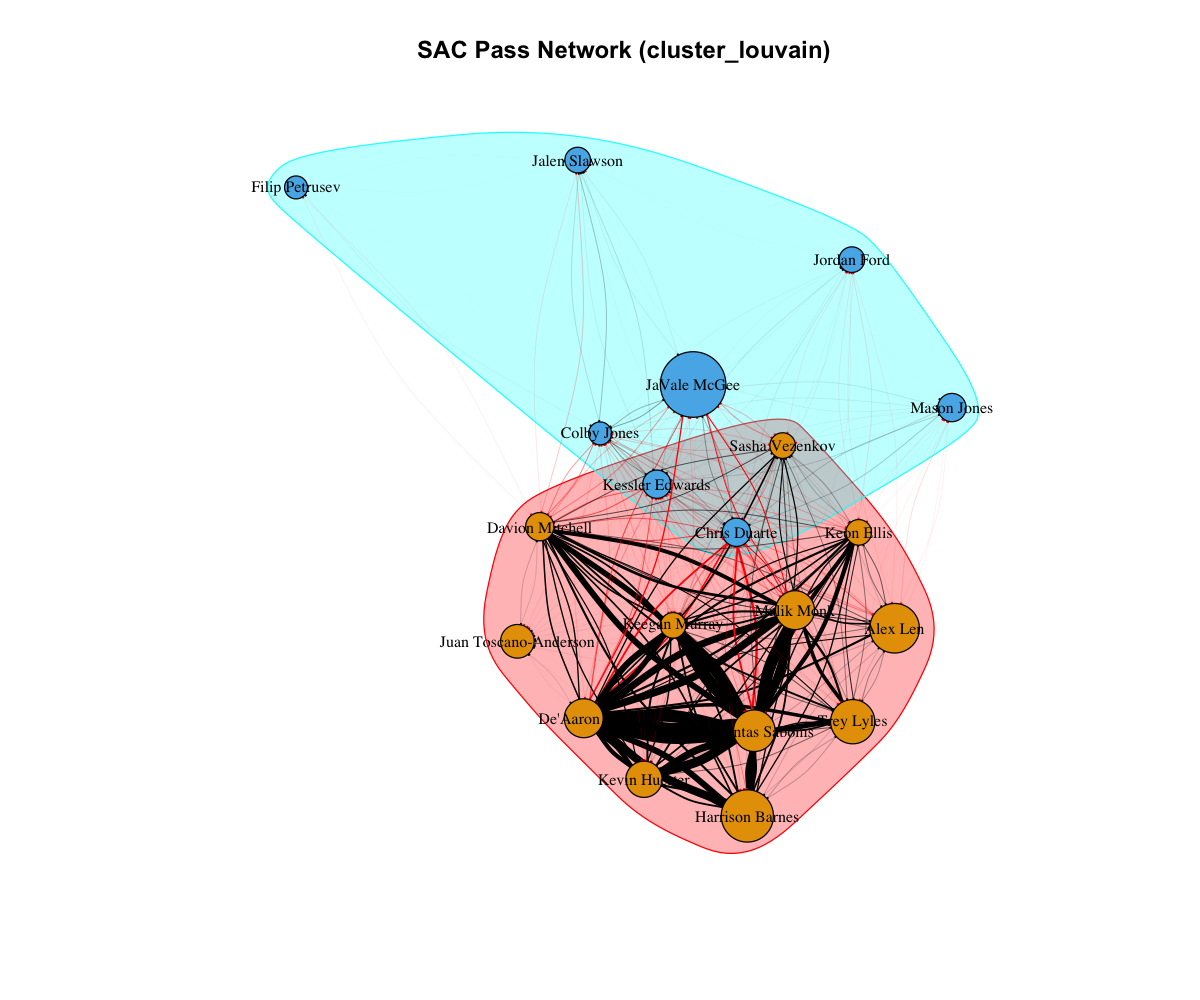 SAC Pass Network (cluster_louvain)
Jalen Slawson
Filip Petrusev
Jordan Ford
JaVale McGee
Mason Jones
Colby Jones
Sasha Vezenkov
Kessler Edwards
Davion Mitchell
Chris Duarte
Keon Ellis
Malik Monk
Keegan Murray
Alex Len
Juan Toscano-Anderson
De'Aaron
Trey Lyles
ntas Sabonis
Kevin Huerter
Harrison Barnes